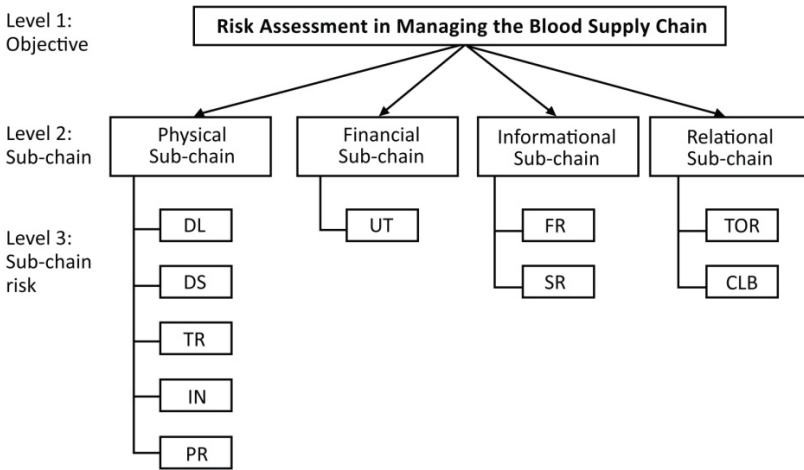 Level 1:
Objective
Risk Assessment in Managing the Blood Supply Chain
Level 2:
Sub-chain
Physical
Sub-chain
Financial
Sub-chain
Informational
Sub-chain
Relational
Sub-chain
Level 3:
Sub-chain
risk
DL
DS
TR
IN
PR
UT
FR
SR
TOR
CLB